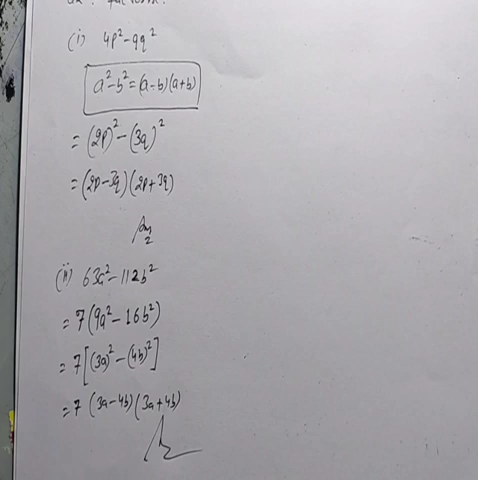 (i) 4p²-9q²
a²-b²=(a-b)(a+b)
= (2p)² - (3q)²
= (2p-3q)(2p+3q)
(ii) 63a²-112b²
= 7(9a²-16b²)
= 7[(3a)²-(4b)²]
= 7 (3a-4b)(3a+4b)